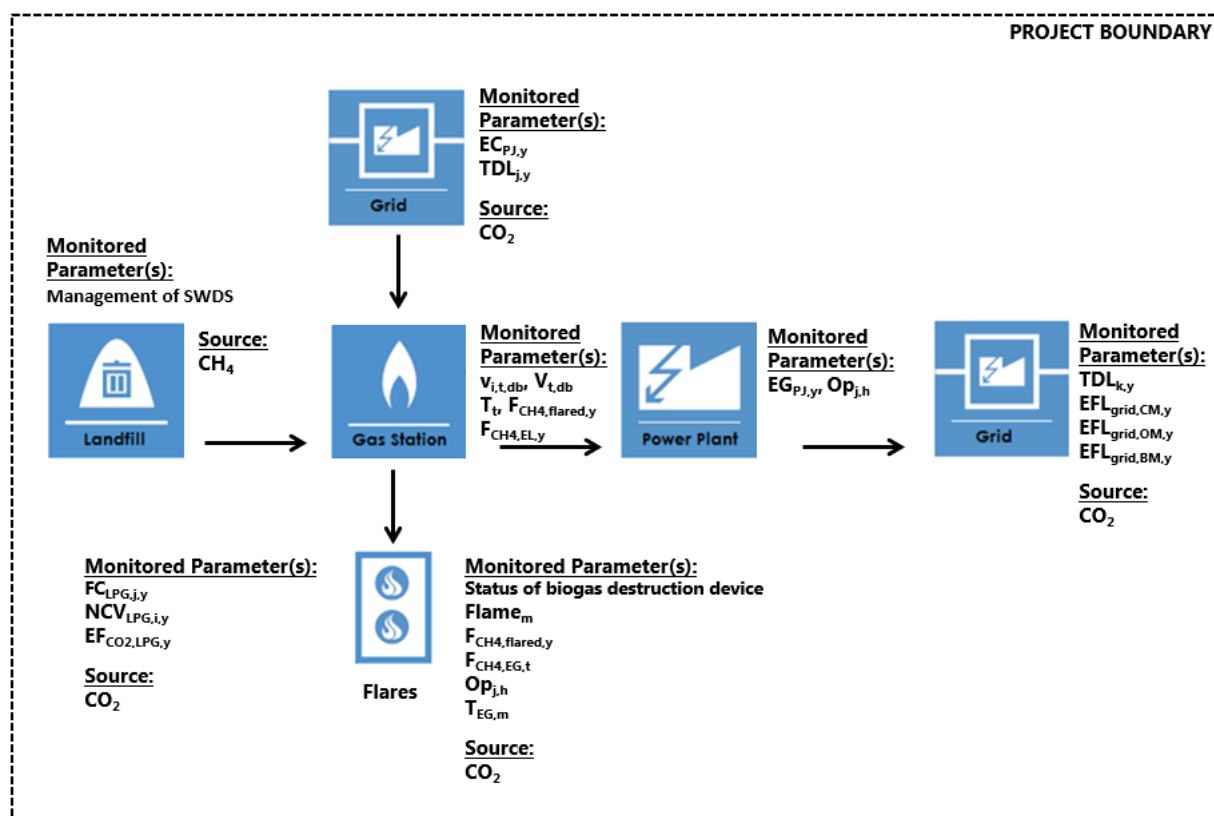 PROJECT BOUNDARY
Monitored
Parameter(s):
EC_PJ,y
TDL_j,y
Source:
CO₂
Grid
Monitored
Parameter(s):
Management of SWDS
Source:
CH₄
Landfill
Gas Station
Monitored
Parameter(s):
v_i,t,db, V_t,db
T_t, F_CH4,flared,y
F_CH4,EL,y
Power Plant
Monitored
Parameter(s):
EG_PJ,y, Op_j,h
Grid
Monitored
Parameter(s):
TDL_k,y
EFL_grid,CM,y
EFL_grid,OM,y
EFL_grid,BM,y
Source:
CO₂
Monitored Parameter(s):
FC_LPG,j,y
NCV_LPG,i,y
EF_CO2,LPG,y
Source:
CO₂
Flares
Monitored Parameter(s):
Status of biogas destruction device
Flame_m
F_CH4,flared,y
F_CH4,EG,t
Op_j,h
T_EG,m
Source:
CO₂